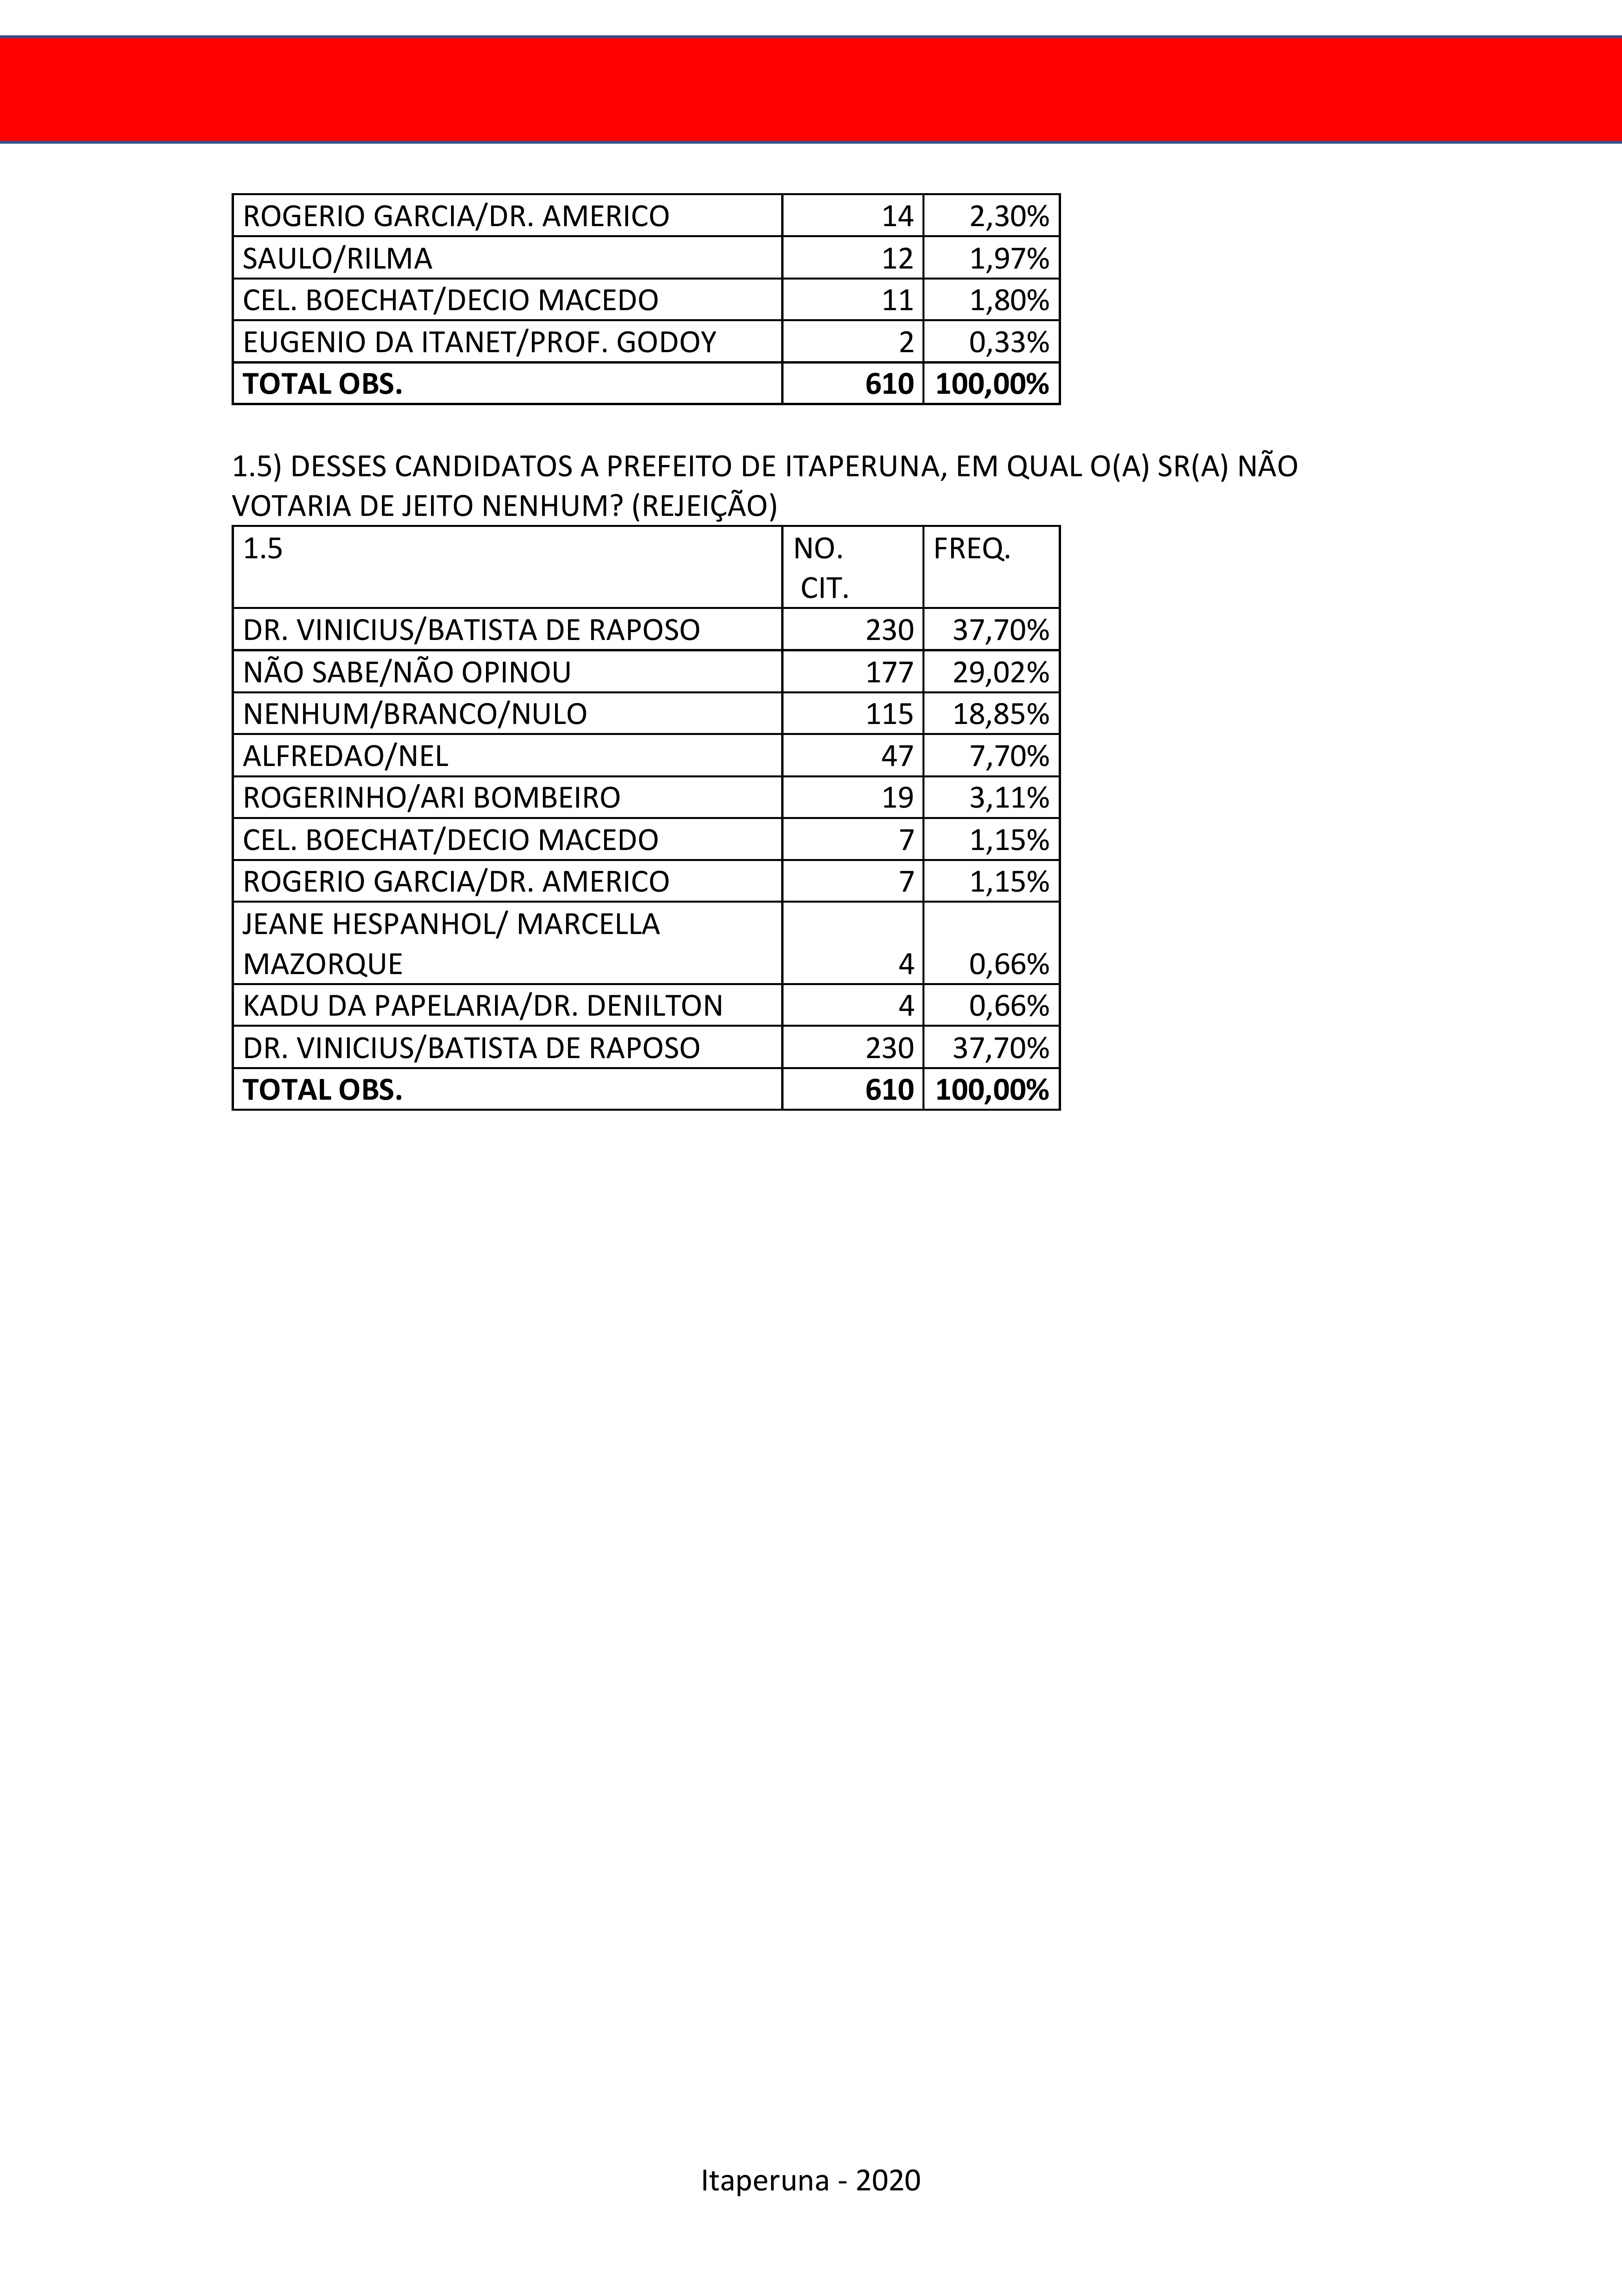 ROGERIO GARCIA/DR. AMERICO 14 2,30%
SAULO/RILMA 12 1,97%
CEL. BOECHAT/DECIO MACEDO 11 1,80%
EUGENIO DA ITANET/PROF. GODOY 2 0,33%
TOTAL OBS. 610 100,00%
1.5) DESSES CANDIDATOS A PREFEITO DE ITAPERUNA, EM QUAL O(A) SR(A) NÃO
VOTARIA DE JEITO NENHUM? (REJEIÇÃO)
1.5 NO. FREQ.
CIT.
DR. VINICIUS/BATISTA DE RAPOSO 230 37,70%
NÃO SABE/NÃO OPINOU 177 29,02%
NENHUM/BRANCO/NULO 115 18,85%
ALFREDAO/NEL 47 7,70%
ROGERINHO/ARI BOMBEIRO 19 3,11%
CEL. BOECHAT/DECIO MACEDO 7 1,15%
ROGERIO GARCIA/DR. AMERICO 7 1,15%
JEANE HESPANHOL/ MARCELLA
MAZORQUE 4 0,66%
KADU DA PAPELARIA/DR. DENILTON 4 0,66%
DR. VINICIUS/BATISTA DE RAPOSO 230 37,70%
TOTAL OBS. 610 100,00%
Itaperuna - 2020